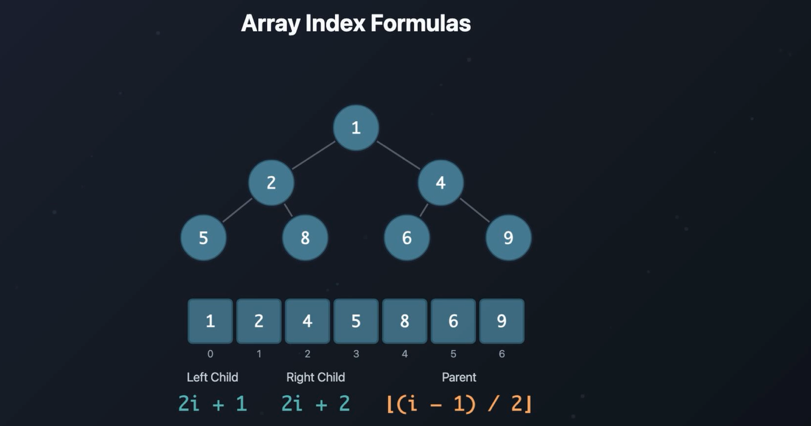 Array Index Formulas
1
2 4
5 8 6 9
1 2 4 5 8 6 9
0 1 2 3 4 5 6
Left Child Right Child Parent
2i + 1 2i + 2 ⌊(i − 1) / 2⌋